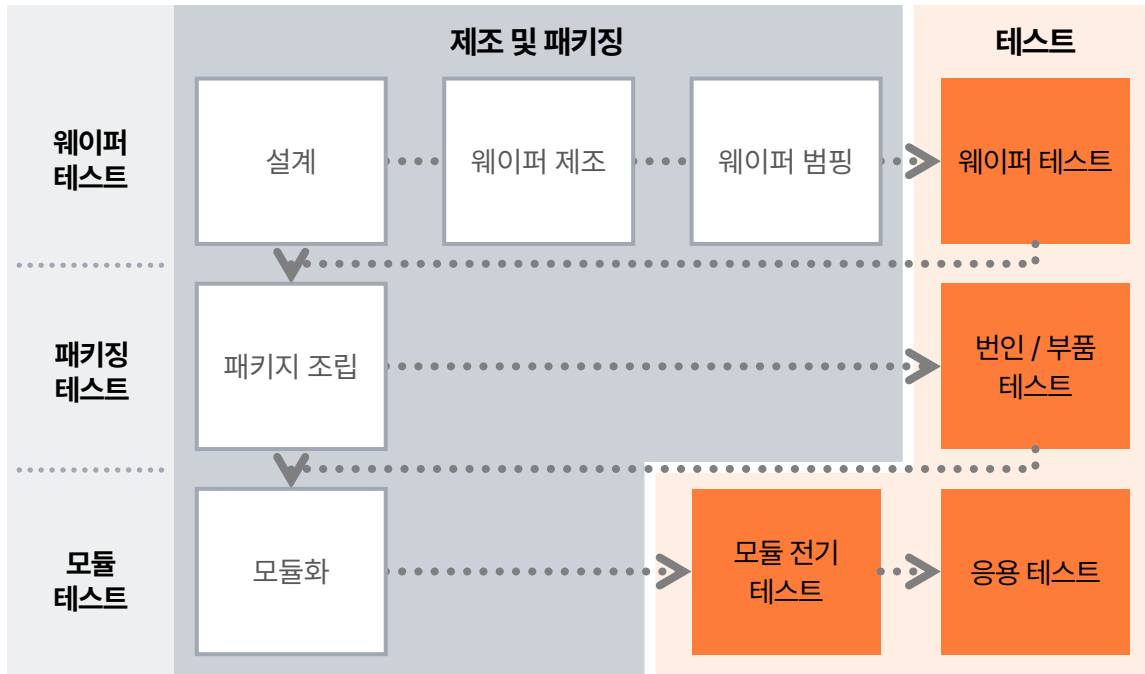 제조 및 패키징
테스트
웨이퍼
테스트
설계
웨이퍼 제조
웨이퍼 범핑
웨이퍼 테스트
패키징
테스트
패키지 조립
번인 / 부품
테스트
모듈
테스트
모듈화
모듈 전기
테스트
응용 테스트